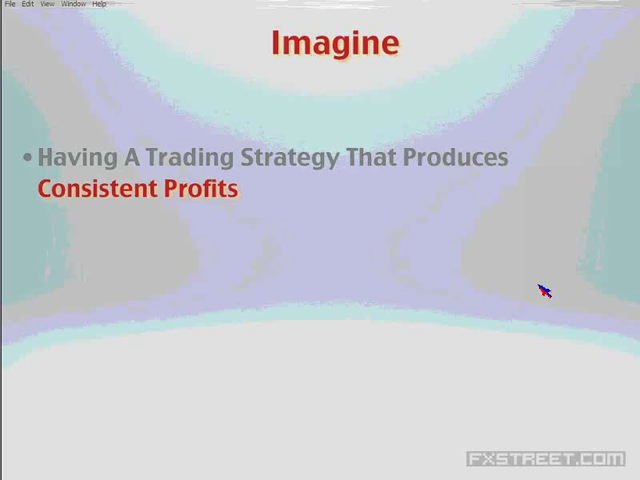 File Edit View Window Help
Imagine
• Having A Trading Strategy That Produces
Consistent Profits
FXSTREET.COM